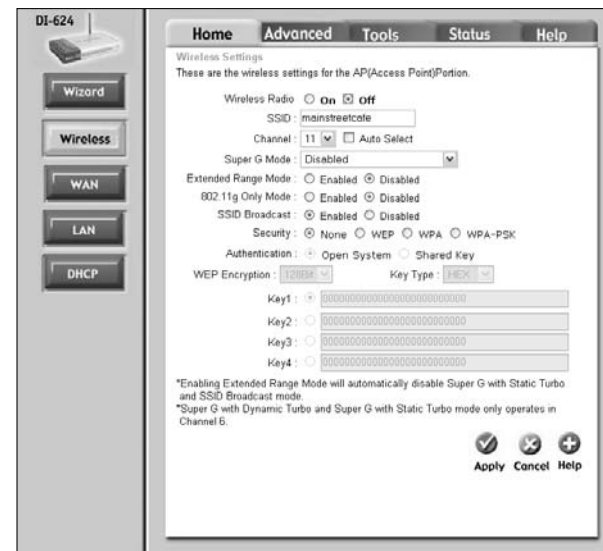 DI-624
Home Advanced Tools Status Help
Wizard
Wireless
WAN
LAN
DHCP
Wireless Settings
These are the wireless settings for the AP(Access Point)Portion.
Wireless Radio On Off
SSID : mainstreetcafe
Channel : 11 Auto Select
Super G Mode : Disabled
Extended Range Mode : Enabled Disabled
802.11g Only Mode : Enabled Disabled
SSID Broadcast : Enabled Disabled
Security : None WEP WPA WPA-PSK
Authentication : Open System Shared Key
WEP Encryption : 128Bit Key Type : HEX
Key1 : 00000000000000000000000000
Key2 : 00000000000000000000000000
Key3 : 00000000000000000000000000
Key4 : 00000000000000000000000000
*Enabling Extended Range Mode will automatically disable Super G with Static Turbo
and SSID Broadcast mode.
*Super G with Dynamic Turbo and Super G with Static Turbo mode only operates in
Channel 6.
Apply Cancel Help